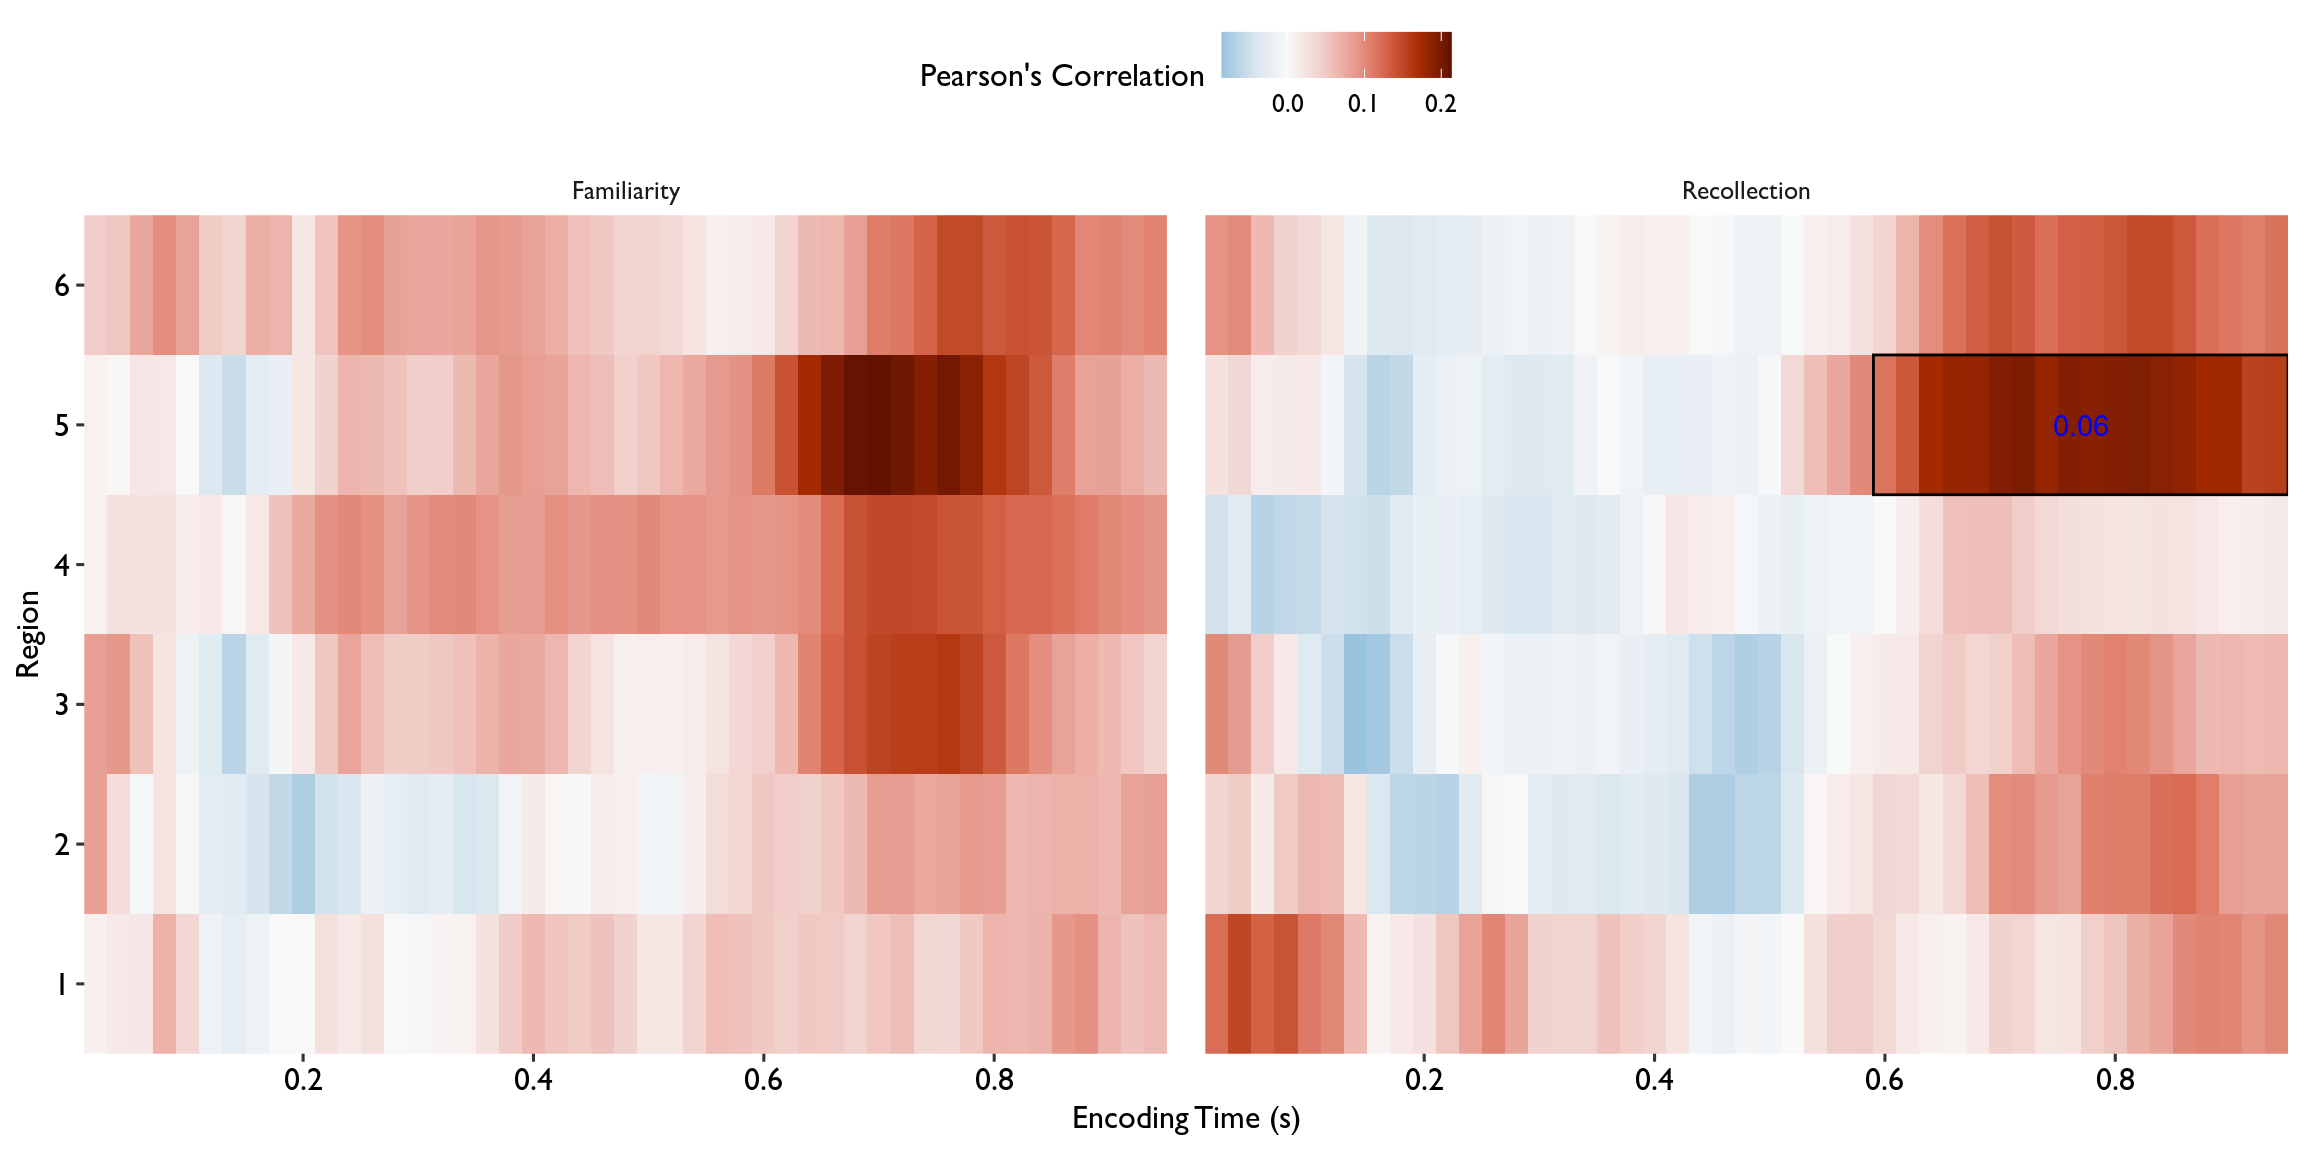 Pearson's Correlation
0.0 0.1 0.2
Familiarity
Recollection
6
5
4
3
2
1
Region
0.06
0.2 0.4 0.6 0.8
0.2 0.4 0.6 0.8
Encoding Time (s)